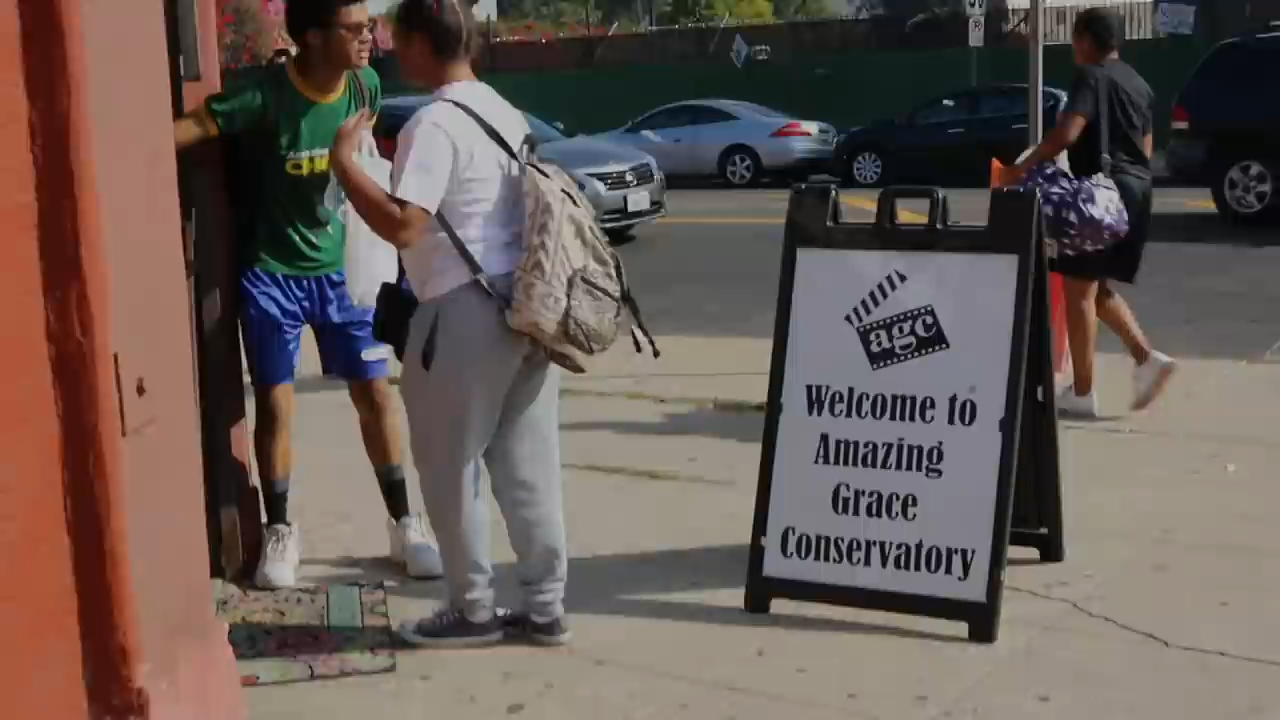 agc
Welcome to
Amazing
Grace
Conservatory